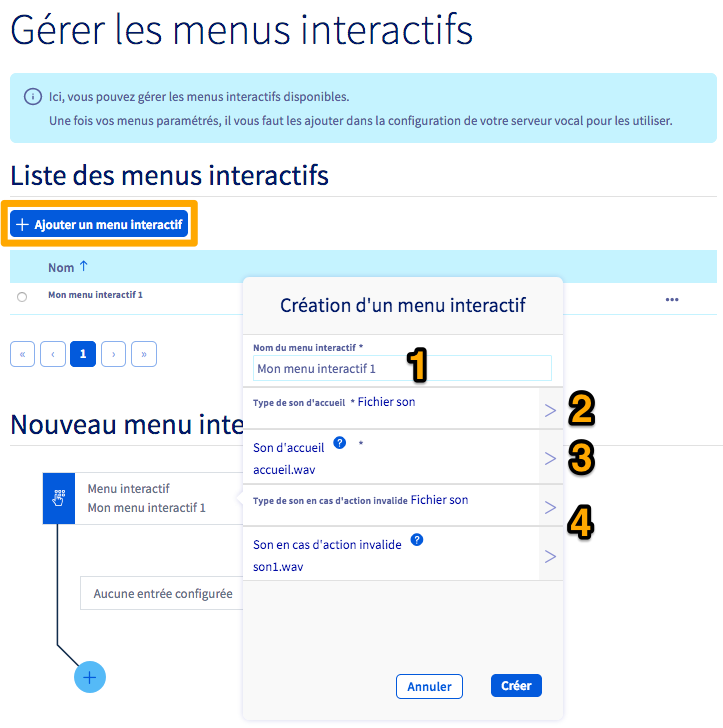 Gérer les menus interactifs
Ici, vous pouvez gérer les menus interactifs disponibles.
Une fois vos menus paramétrés, il vous faut les ajouter dans la configuration de votre serveur vocal pour les utiliser.
Liste des menus interactifs
+ Ajouter un menu interactif
Nom ↑
Mon menu interactif 1
...
« ‹ 1 › »
Création d'un menu interactif
Nom du menu interactif *
Mon menu interactif 1
1
Type de son d'accueil * Fichier son
2
Son d'accueil ? *
accueil.wav
3
Type de son en cas d'action invalide Fichier son
4
Son en cas d'action invalide ?
son1.wav
Annuler
Créer
Nouveau menu inte
Menu interactif
Mon menu interactif 1
Aucune entrée configurée
+